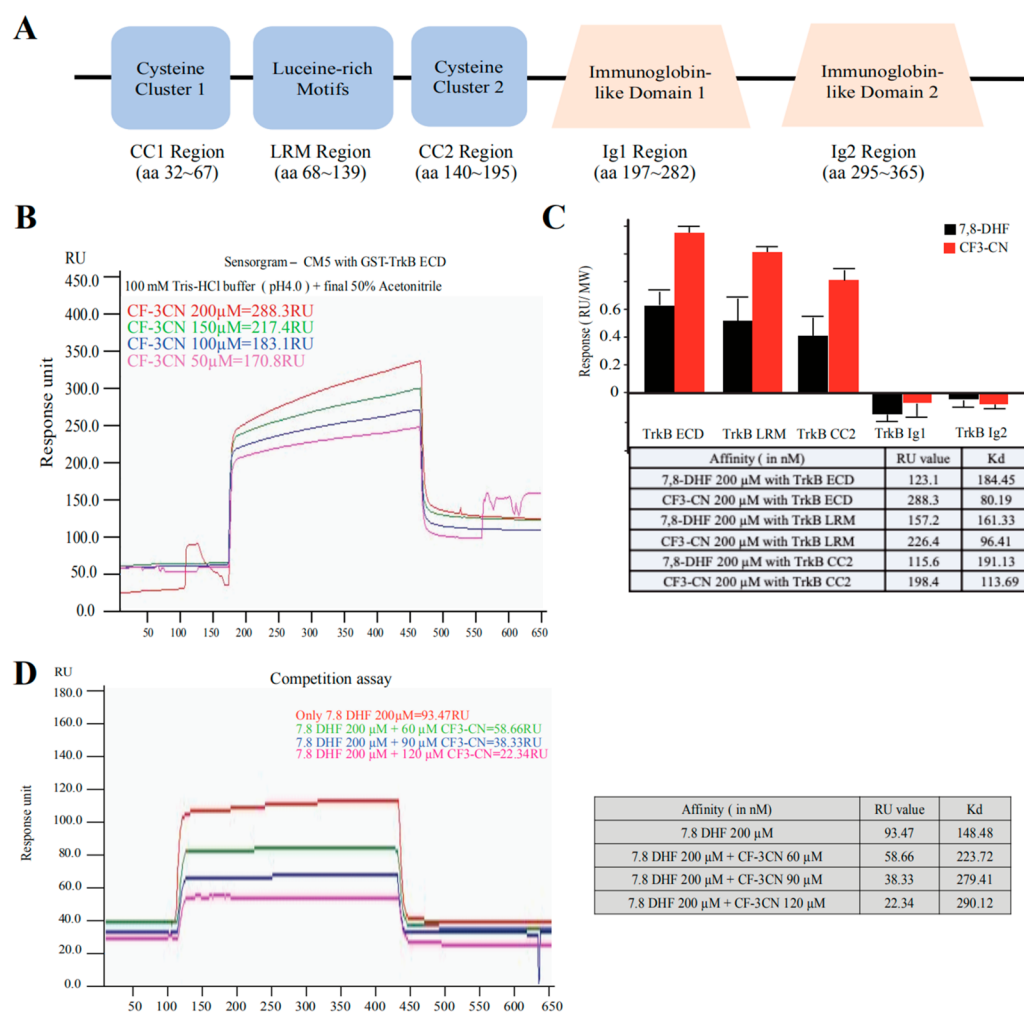 A
Cysteine
Cluster 1
Luceine-rich
Motifs
Cysteine
Cluster 2
Immunoglobin-
like Domain 1
Immunoglobin-
like Domain 2
CC1 Region
(aa 32~67)
LRM Region
(aa 68~139)
CC2 Region
(aa 140~195)
Ig1 Region
(aa 197~282)
Ig2 Region
(aa 295~365)
B
RU
Sensorgram – CM5 with GST-TrkB ECD
100 mM Tris-HCl buffer ( pH4.0 ) + final 50% Acetonitrile
CF-3CN 200µM=288.3RU
CF-3CN 150µM=217.4RU
CF-3CN 100µM=183.1RU
CF-3CN 50µM=170.8RU
Response unit
450.0
400.0
350.0
300.0
250.0
200.0
150.0
100.0
50.0
0.0
50 100 150 200 250 300 350 400 450 500 550 600 650
C
7,8-DHF
CF3-CN
Response ( RU/ MW)
0.6
0.4
0.2
0
TrkB ECD TrkB LRM TrkB CC2 TrkB Ig1 TrkB Ig2
Affinity ( in nM) RU value Kd
7,8-DHF 200 µM with TrkB ECD 123.1 184.45
CF3-CN 200 µM with TrkB ECD 288.3 80.19
7,8-DHF 200 µM with TrkB LRM 157.2 161.33
CF3-CN 200 µM with TrkB LRM 226.4 96.41
7,8-DHF 200 µM with TrkB CC2 115.6 191.13
CF3-CN 200 µM with TrkB CC2 198.4 113.69
D
RU
Competition assay
Only 7.8 DHF 200µM=93.47RU
7.8 DHF 200 µM + 60 µM CF3-CN=58.66RU
7.8 DHF 200 µM + 90 µM CF3-CN=38.33RU
7.8 DHF 200 µM + 120 µM CF3-CN=22.34RU
Response unit
180.0
160.0
140.0
120.0
100.0
80.0
60.0
40.0
20.0
0.0
50 100 150 200 250 300 350 400 450 500 550 600 650
Affinity ( in nM) RU value Kd
7.8 DHF 200 µM 93.47 148.48
7.8 DHF 200 µM + CF-3CN 60 µM 58.66 223.72
7.8 DHF 200 µM + CF-3CN 90 µM 38.33 279.41
7.8 DHF 200 µM + CF-3CN 120 µM 22.34 290.12